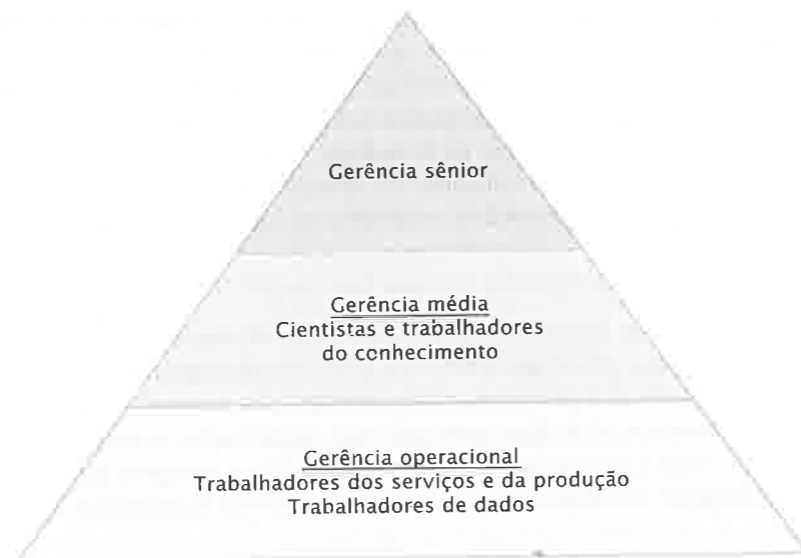 Gerência sênior
Gerência média
Cientistas e trabalhadores
do conhecimento
Gerência operacional
Trabalhadores dos serviços e da produção
Trabalhadores de dados